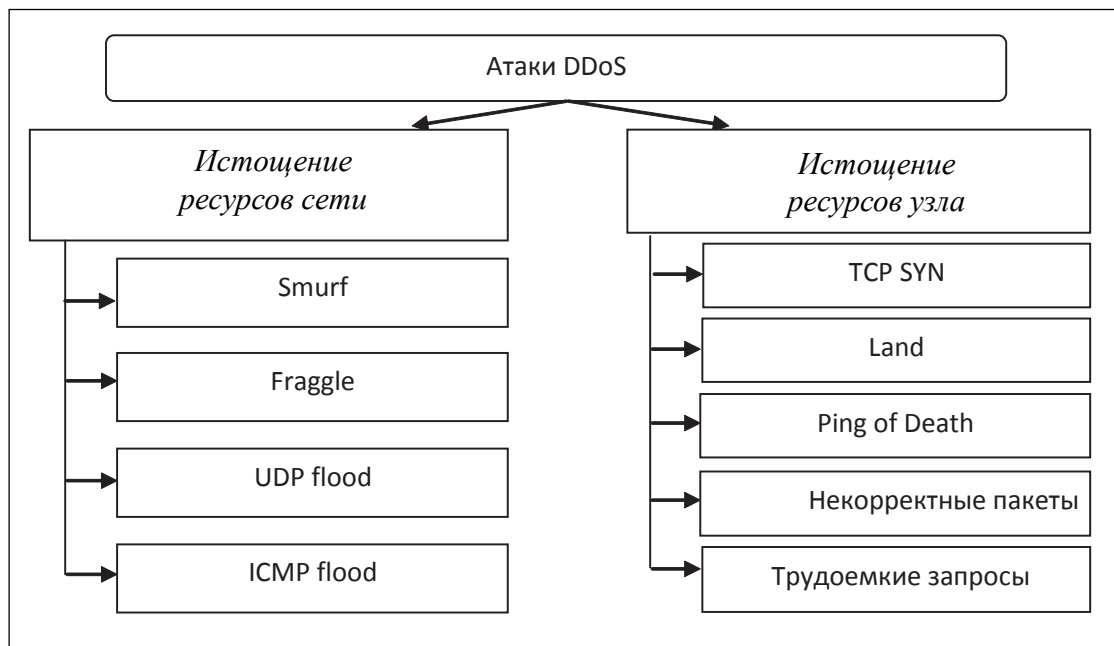 Атаки DDoS
Истощение
ресурсов сети
Smurf
Fraggle
UDP flood
ICMP flood
Истощение
ресурсов узла
TCP SYN
Land
Ping of Death
Некорректные пакеты
Трудоемкие запросы